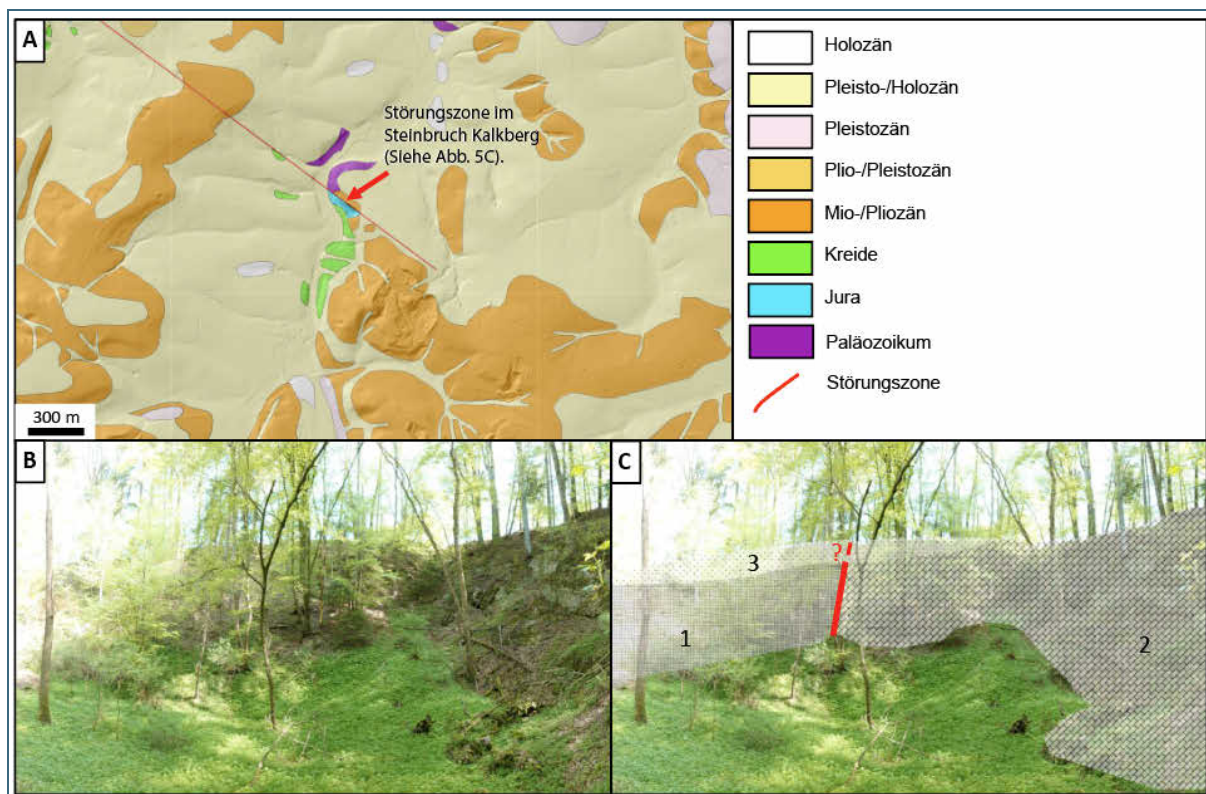 A
Störungszone im
Steinbruch Kalkberg
(Siehe Abb. 5C).
300 m
Holozän
Pleisto-/Holozän
Pleistozän
Plio-/Pleistozän
Mio-/Pliozän
Kreide
Jura
Paläozoikum
Störungszone
B
C
?
3
1
2